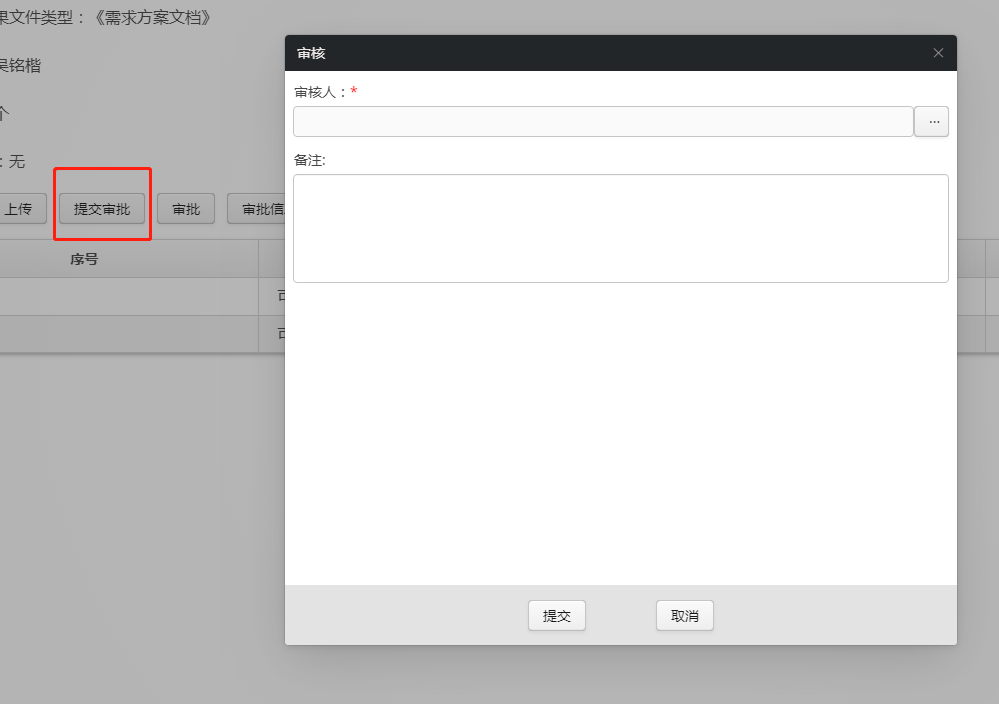 果文件类型：《需求方案文档》
吴铭楷
个
：无
上传 提交审批 审批 审批信
序号
审核
审核人：*
...
备注:
提交 取消